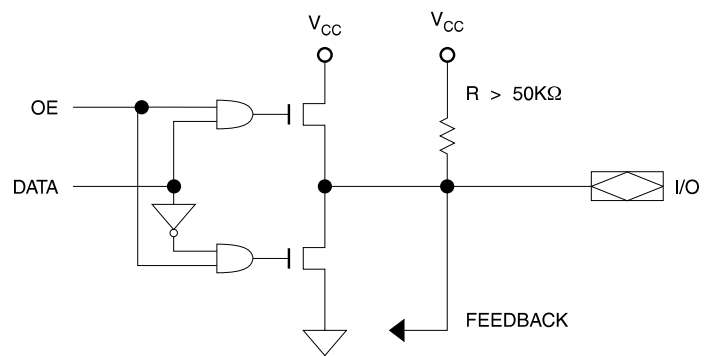 V_CC
V_CC
R > 50KΩ
OE
DATA
I/O
FEEDBACK